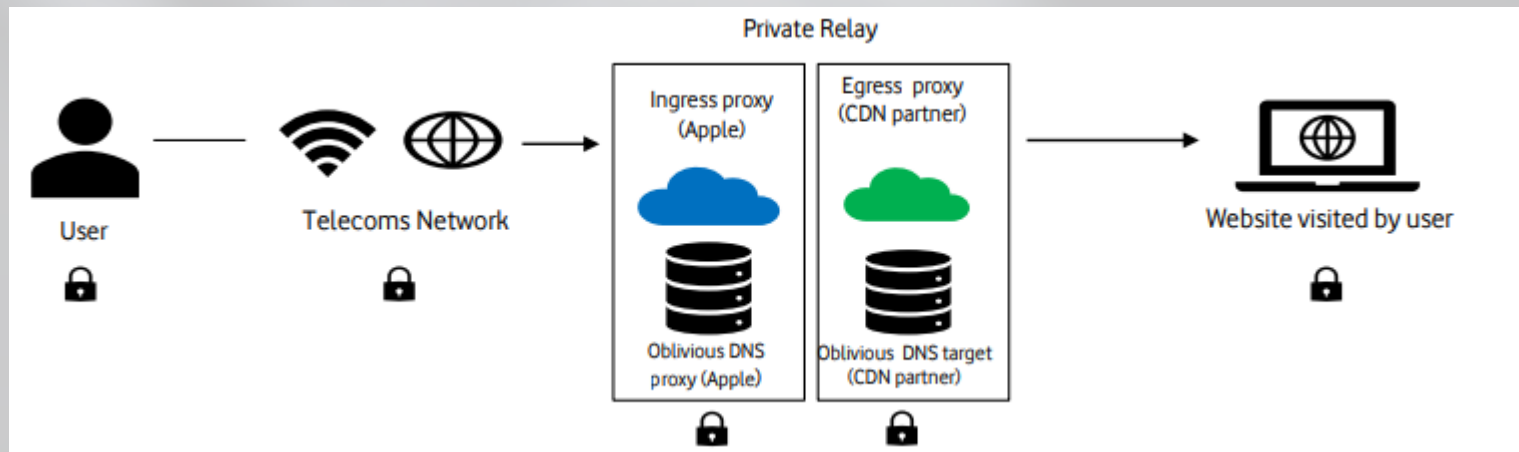 Private Relay
Ingress proxy
(Apple)
Egress proxy
(CDN partner)
User
Telecoms Network
Website visited by user
Oblivious DNS
proxy (Apple)
Oblivious DNS target
(CDN partner)